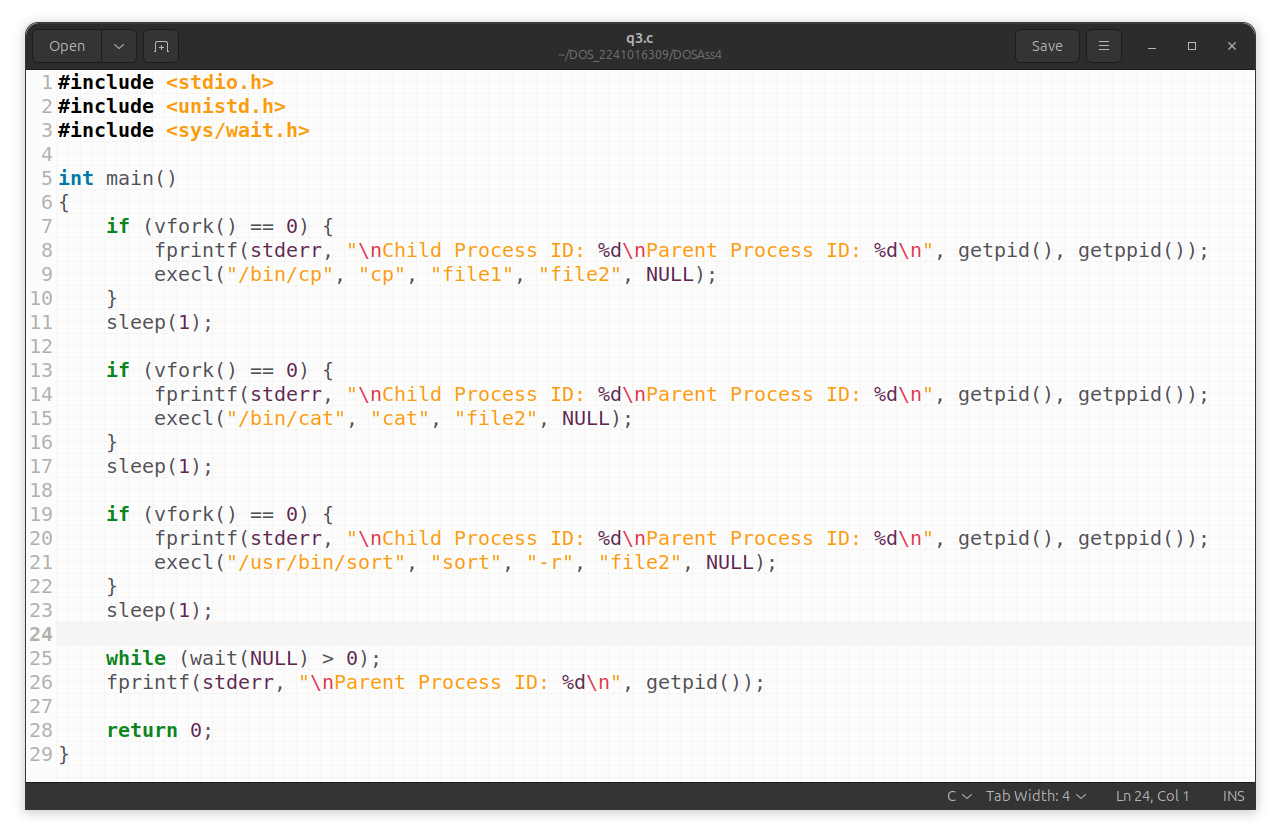 Open
q3.c
~/DOS_2241016309/DOSAss4
Save
1 #include <stdio.h>
2 #include <unistd.h>
3 #include <sys/wait.h>
4
5 int main()
6 {
7     if (vfork() == 0) {
8         fprintf(stderr, "\nChild Process ID: %d\nParent Process ID: %d\n", getpid(), getppid());
9         execl("/bin/cp", "cp", "file1", "file2", NULL);
10     }
11     sleep(1);
12
13     if (vfork() == 0) {
14         fprintf(stderr, "\nChild Process ID: %d\nParent Process ID: %d\n", getpid(), getppid());
15         execl("/bin/cat", "cat", "file2", NULL);
16     }
17     sleep(1);
18
19     if (vfork() == 0) {
20         fprintf(stderr, "\nChild Process ID: %d\nParent Process ID: %d\n", getpid(), getppid());
21         execl("/usr/bin/sort", "sort", "-r", "file2", NULL);
22     }
23     sleep(1);
24
25     while (wait(NULL) > 0);
26     fprintf(stderr, "\nParent Process ID: %d\n", getpid());
27
28     return 0;
29 }
C Tab Width: 4 Ln 24, Col 1 INS